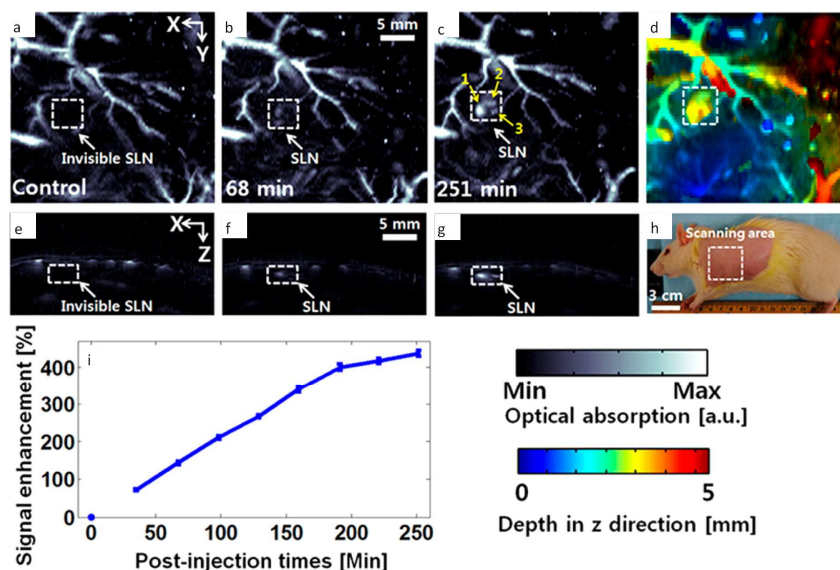 a
X
Y
Invisible SLN
Control
b
5 mm
SLN
68 min
c
1
2
3
SLN
251 min
d
e
X
Z
Invisible SLN
f
5 mm
SLN
g
SLN
h
Scanning area
3 cm
i
Signal enhancement [%]
400
300
200
100
0
0 50 100 150 200 250
Post-injection times [Min]
Min Max
Optical absorption [a.u.]
0 5
Depth in z direction [mm]